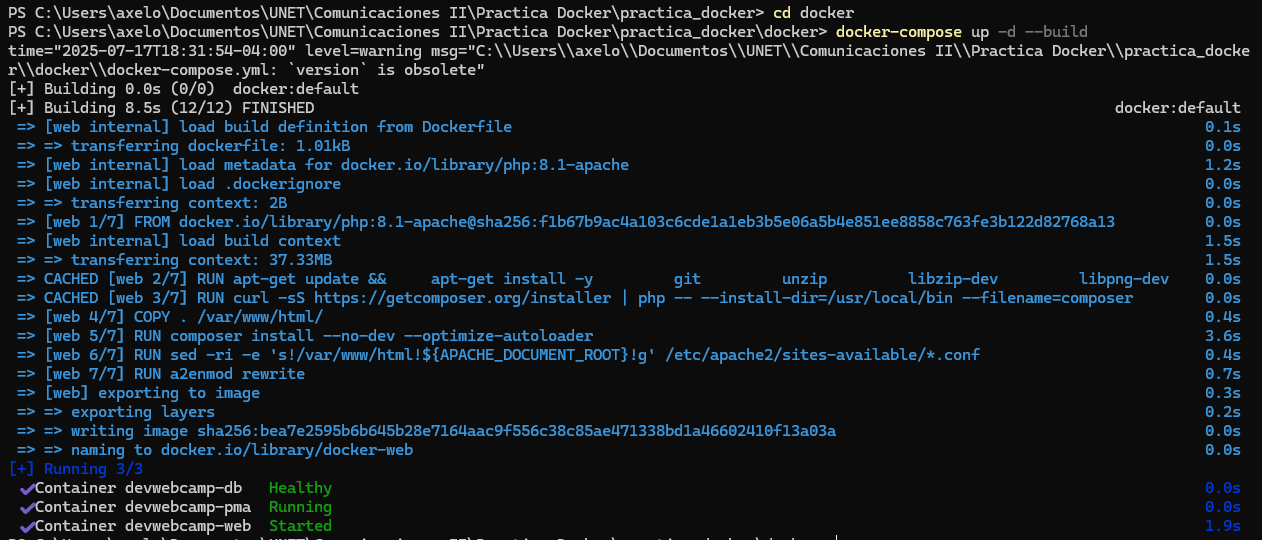 PS C:\Users\axelo\Documentos\UNET\Comunicaciones II\Practica Docker\practica_docker> cd docker
PS C:\Users\axelo\Documentos\UNET\Comunicaciones II\Practica Docker\practica_docker\docker> docker-compose up -d --build
time="2025-07-17T18:31:54-04:00" level=warning msg="C:\\Users\\axelo\\Documentos\\UNET\\Comunicaciones II\\Practica Docker\\practica_docke
r\\docker\\docker-compose.yml: `version` is obsolete"
[+] Building 0.0s (0/0)  docker:default
[+] Building 8.5s (12/12) FINISHED docker:default
=> [web internal] load build definition from Dockerfile 0.1s
=> => transferring dockerfile: 1.01kB 0.0s
=> [web internal] load metadata for docker.io/library/php:8.1-apache 1.2s
=> [web internal] load .dockerignore 0.0s
=> => transferring context: 2B 0.0s
=> [web 1/7] FROM docker.io/library/php:8.1-apache@sha256:f1b67b9ac4a103c6cde1a1eb3b5e06a5b4e851ee8858c763fe3b122d82768a13 0.0s
=> [web internal] load build context 1.5s
=> => transferring context: 37.33MB 1.5s
=> CACHED [web 2/7] RUN apt-get update &&     apt-get install -y         git         unzip         libzip-dev         libpng-dev 0.0s
=> CACHED [web 3/7] RUN curl -sS https://getcomposer.org/installer | php -- --install-dir=/usr/local/bin --filename=composer 0.0s
=> [web 4/7] COPY . /var/www/html/ 0.4s
=> [web 5/7] RUN composer install --no-dev --optimize-autoloader 3.6s
=> [web 6/7] RUN sed -ri -e 's!/var/www/html!${APACHE_DOCUMENT_ROOT}!g' /etc/apache2/sites-available/*.conf 0.4s
=> [web 7/7] RUN a2enmod rewrite 0.7s
=> [web] exporting to image 0.3s
=> => exporting layers 0.2s
=> => writing image sha256:bea7e2595b6b645b28e7164aac9f556c38c85ae471338bd1a46602410f13a03a 0.0s
=> => naming to docker.io/library/docker-web 0.0s
[+] Running 3/3
✔Container devwebcamp-db   Healthy 0.0s
✔Container devwebcamp-pma  Running 0.0s
✔Container devwebcamp-web  Started 1.9s